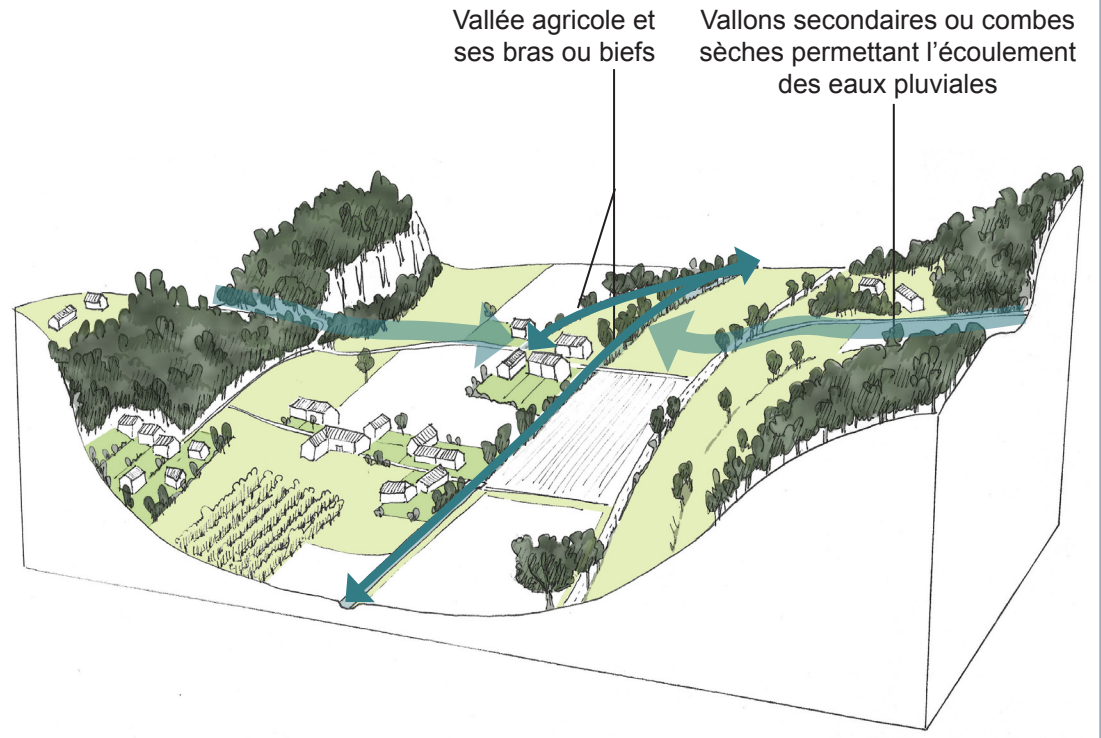 Vallée agricole et
ses bras ou biefs
Vallons secondaires ou combes
sèches permettant l’écoulement
des eaux pluviales